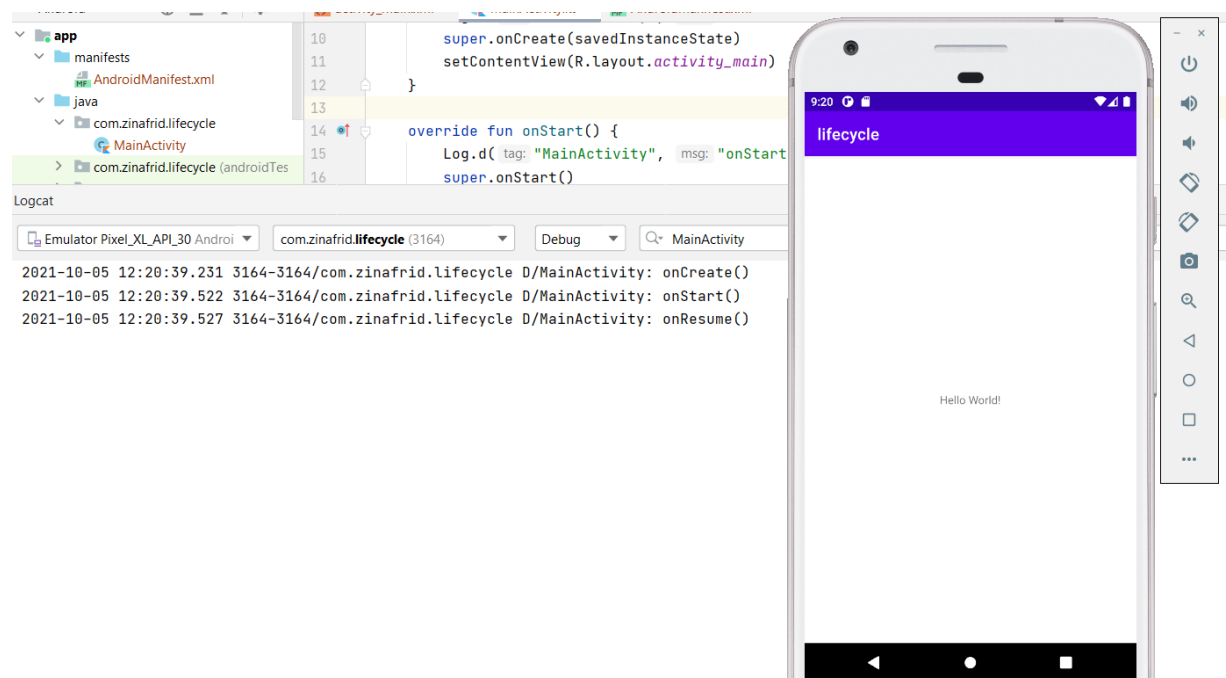 app
manifests
AndroidManifest.xml
java
com.zinafrid.lifecycle
MainActivity
com.zinafrid.lifecycle (androidTes
10 super.onCreate(savedInstanceState)
11 setContentView(R.layout.activity_main)
12 }
13
14 override fun onStart() {
15 Log.d( tag: "MainActivity", msg: "onStart
16 super.onStart()
Logcat
Emulator Pixel_XL_API_30 Androi com.zinafrid.lifecycle (3164) Debug MainActivity
2021-10-05 12:20:39.231 3164-3164/com.zinafrid.lifecycle D/MainActivity: onCreate()
2021-10-05 12:20:39.522 3164-3164/com.zinafrid.lifecycle D/MainActivity: onStart()
2021-10-05 12:20:39.527 3164-3164/com.zinafrid.lifecycle D/MainActivity: onResume()
9:20
lifecycle
Hello World!